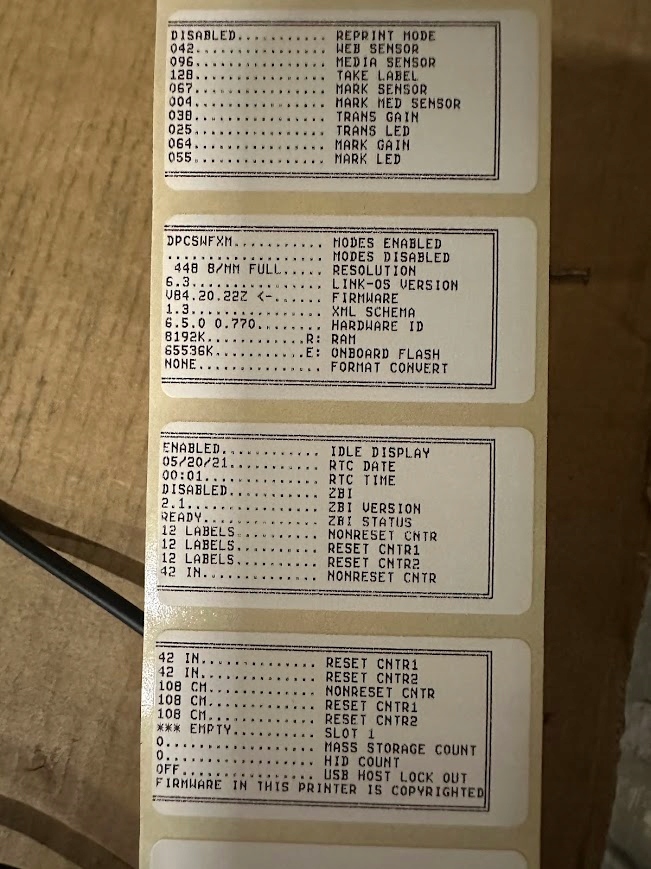 DISABLED............ REPRINT MODE
042................. WEB SENSOR
096................. MEDIA SENSOR
128................. TAKE LABEL
067................. MARK SENSOR
004................. MARK MED SENSOR
038................. TRANS GAIN
025................. TRANS LED
064................. MARK GAIN
055................. MARK LED
DPCSWFXM............ MODES ENABLED
.................... MODES DISABLED
448 8/MM FULL..... RESOLUTION
6.3................. LINK-OS VERSION
V84.20.22Z <-....... FIRMWARE
1.3................. XML SCHEMA
6.5.0 0.770......... HARDWARE ID
8192K.............R: RAM
65536K............E: ONBOARD FLASH
NONE................ FORMAT CONVERT
ENABLED............. IDLE DISPLAY
05/20/21............ RTC DATE
00:01............... RTC TIME
DISABLED............ ZBI
2.1................. ZBI VERSION
READY............... ZBI STATUS
12 LABELS........... NONRESET CNTR
12 LABELS........... RESET CNTR1
12 LABELS........... RESET CNTR2
42 IN............... NONRESET CNTR
42 IN............... RESET CNTR1
42 IN............... RESET CNTR2
108 CM.............. NONRESET CNTR
108 CM.............. RESET CNTR1
108 CM.............. RESET CNTR2
*** EMPTY........... SLOT 1
0................... MASS STORAGE COUNT
0................... HID COUNT
OFF................. USB HOST LOCK OUT
FIRMWARE IN THIS PRINTER IS COPYRIGHTED